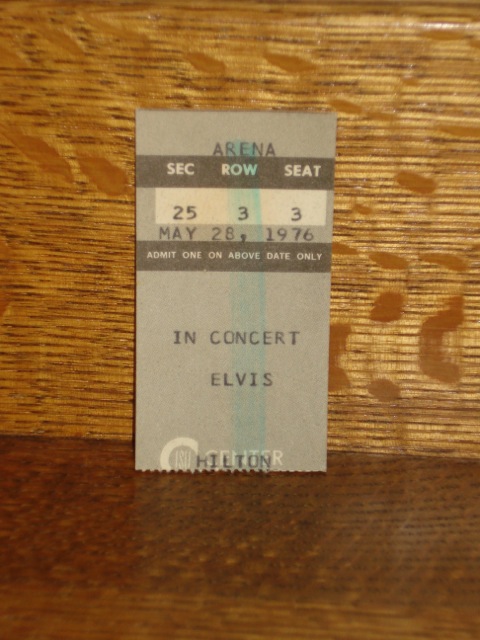 ARENA
SEC ROW SEAT
25 3 3
MAY 28, 1976
ADMIT ONE ON ABOVE DATE ONLY
IN CONCERT
ELVIS
CENTER
HILTON